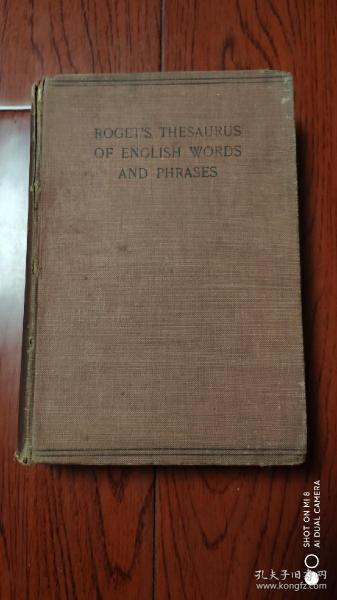 ROGET'S THESAURUS
OF ENGLISH WORDS
AND PHRASES
SHOT ON MI 8
AI DUAL CAMERA
孔夫子旧书网
www.kongfz.com